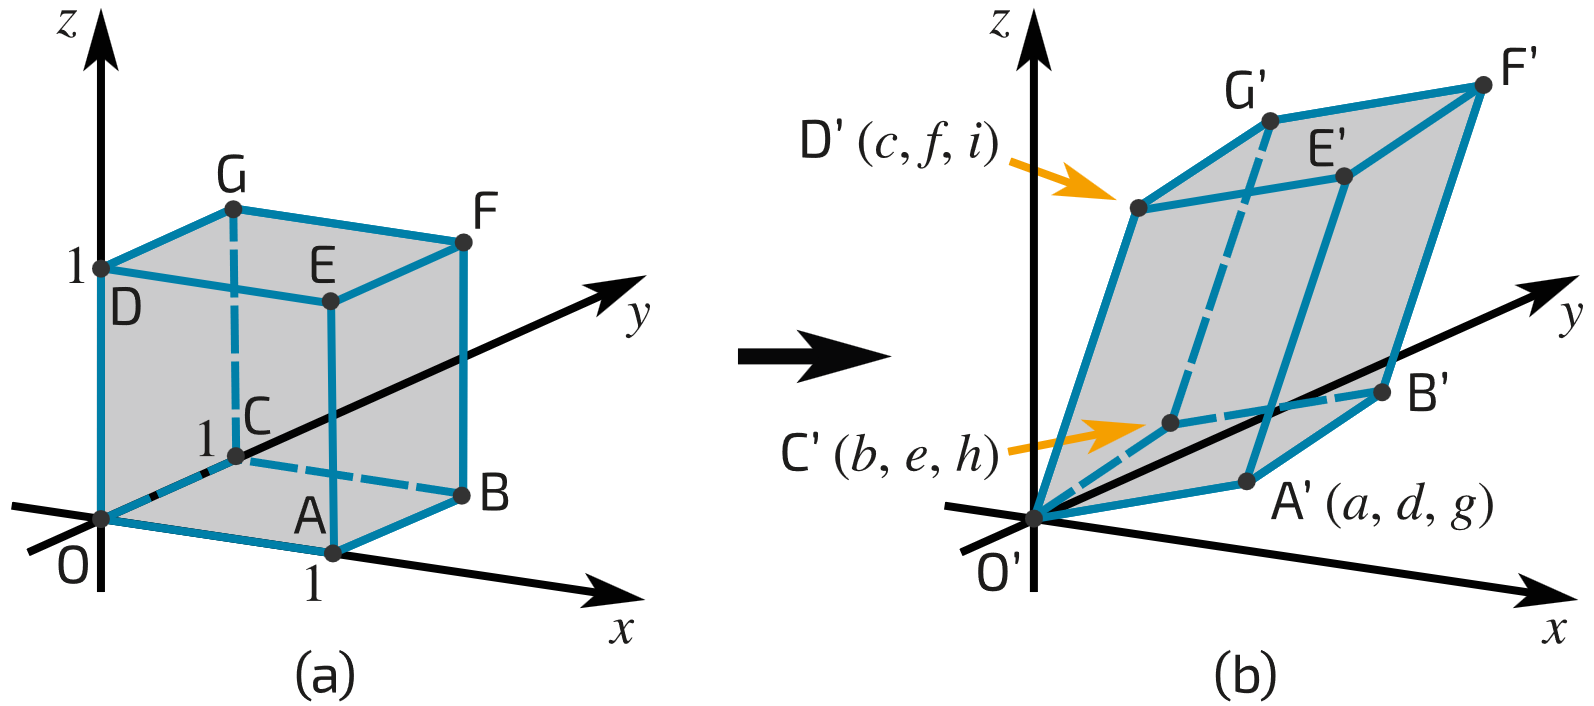 z
G
F
1
E
D
y
C
1
A
B
O
1
x
(a)
z
F’
G’
D’ (c, f, i)
E’
y
B’
C’ (b, e, h)
A’ (a, d, g)
O’
x
(b)